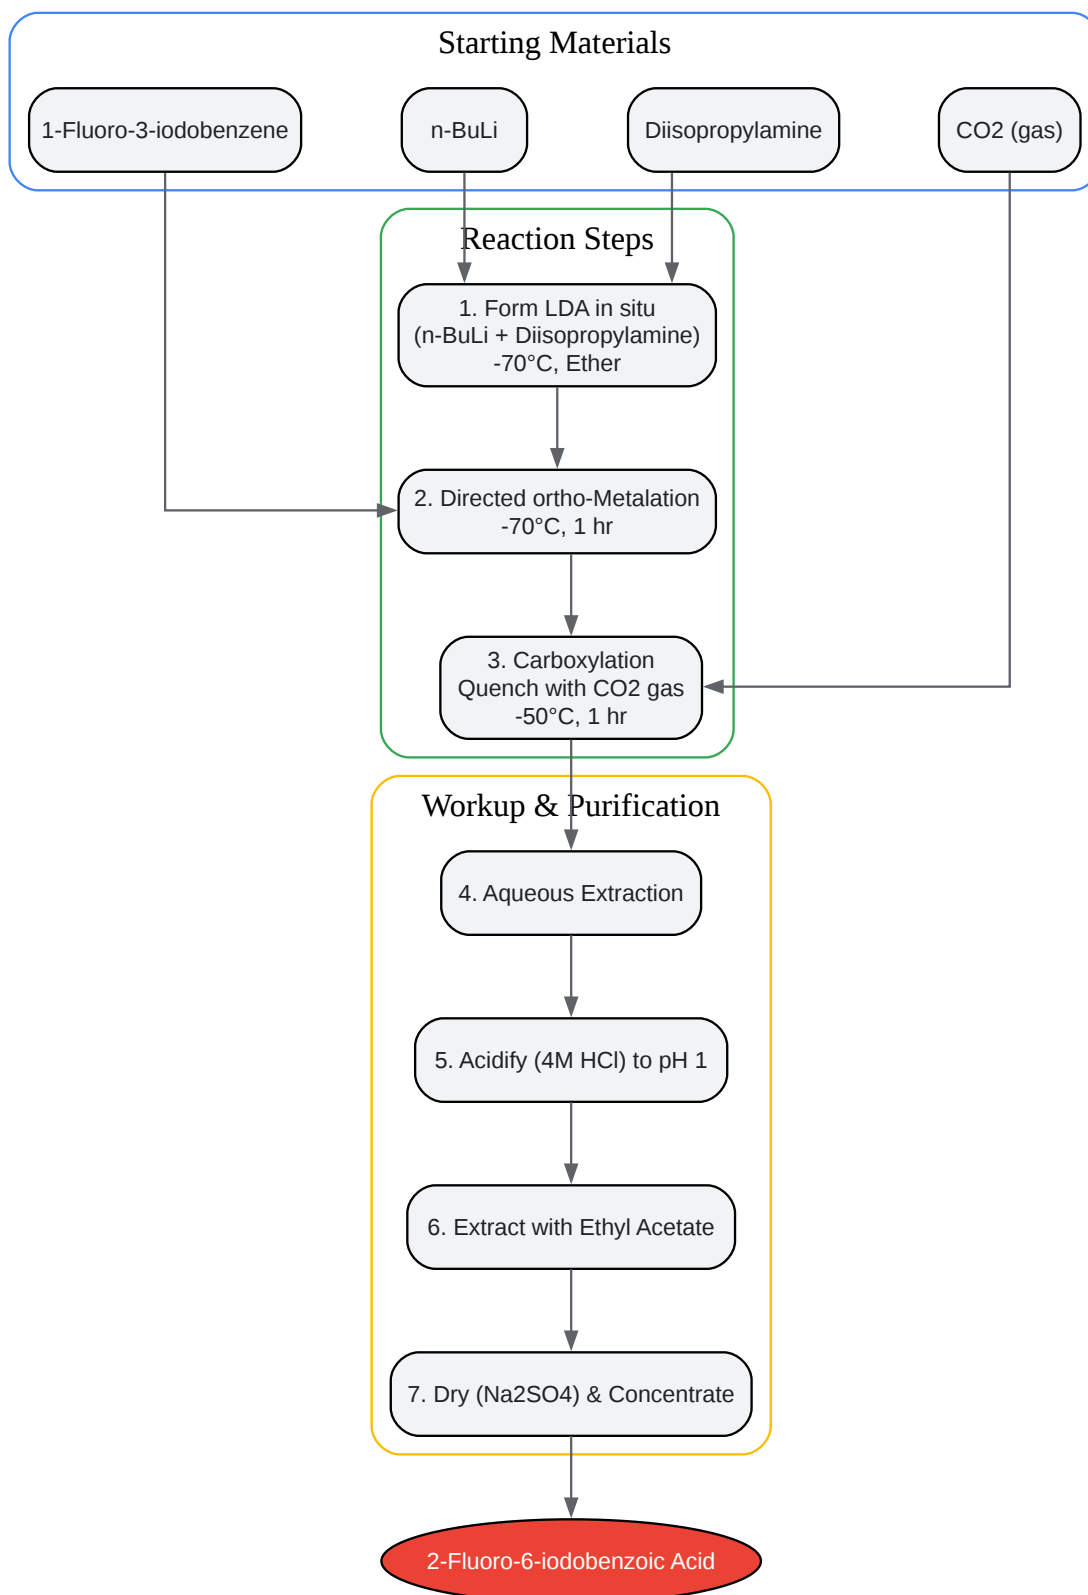 Starting Materials
1-Fluoro-3-iodobenzene
n-BuLi
Diisopropylamine
CO2 (gas)
Reaction Steps
1. Form LDA in situ
(n-BuLi + Diisopropylamine)
-70°C, Ether
2. Directed ortho-Metalation
-70°C, 1 hr
3. Carboxylation
Quench with CO2 gas
-50°C, 1 hr
Workup & Purification
4. Aqueous Extraction
5. Acidify (4M HCl) to pH 1
6. Extract with Ethyl Acetate
7. Dry (Na2SO4) & Concentrate
2-Fluoro-6-iodobenzoic Acid